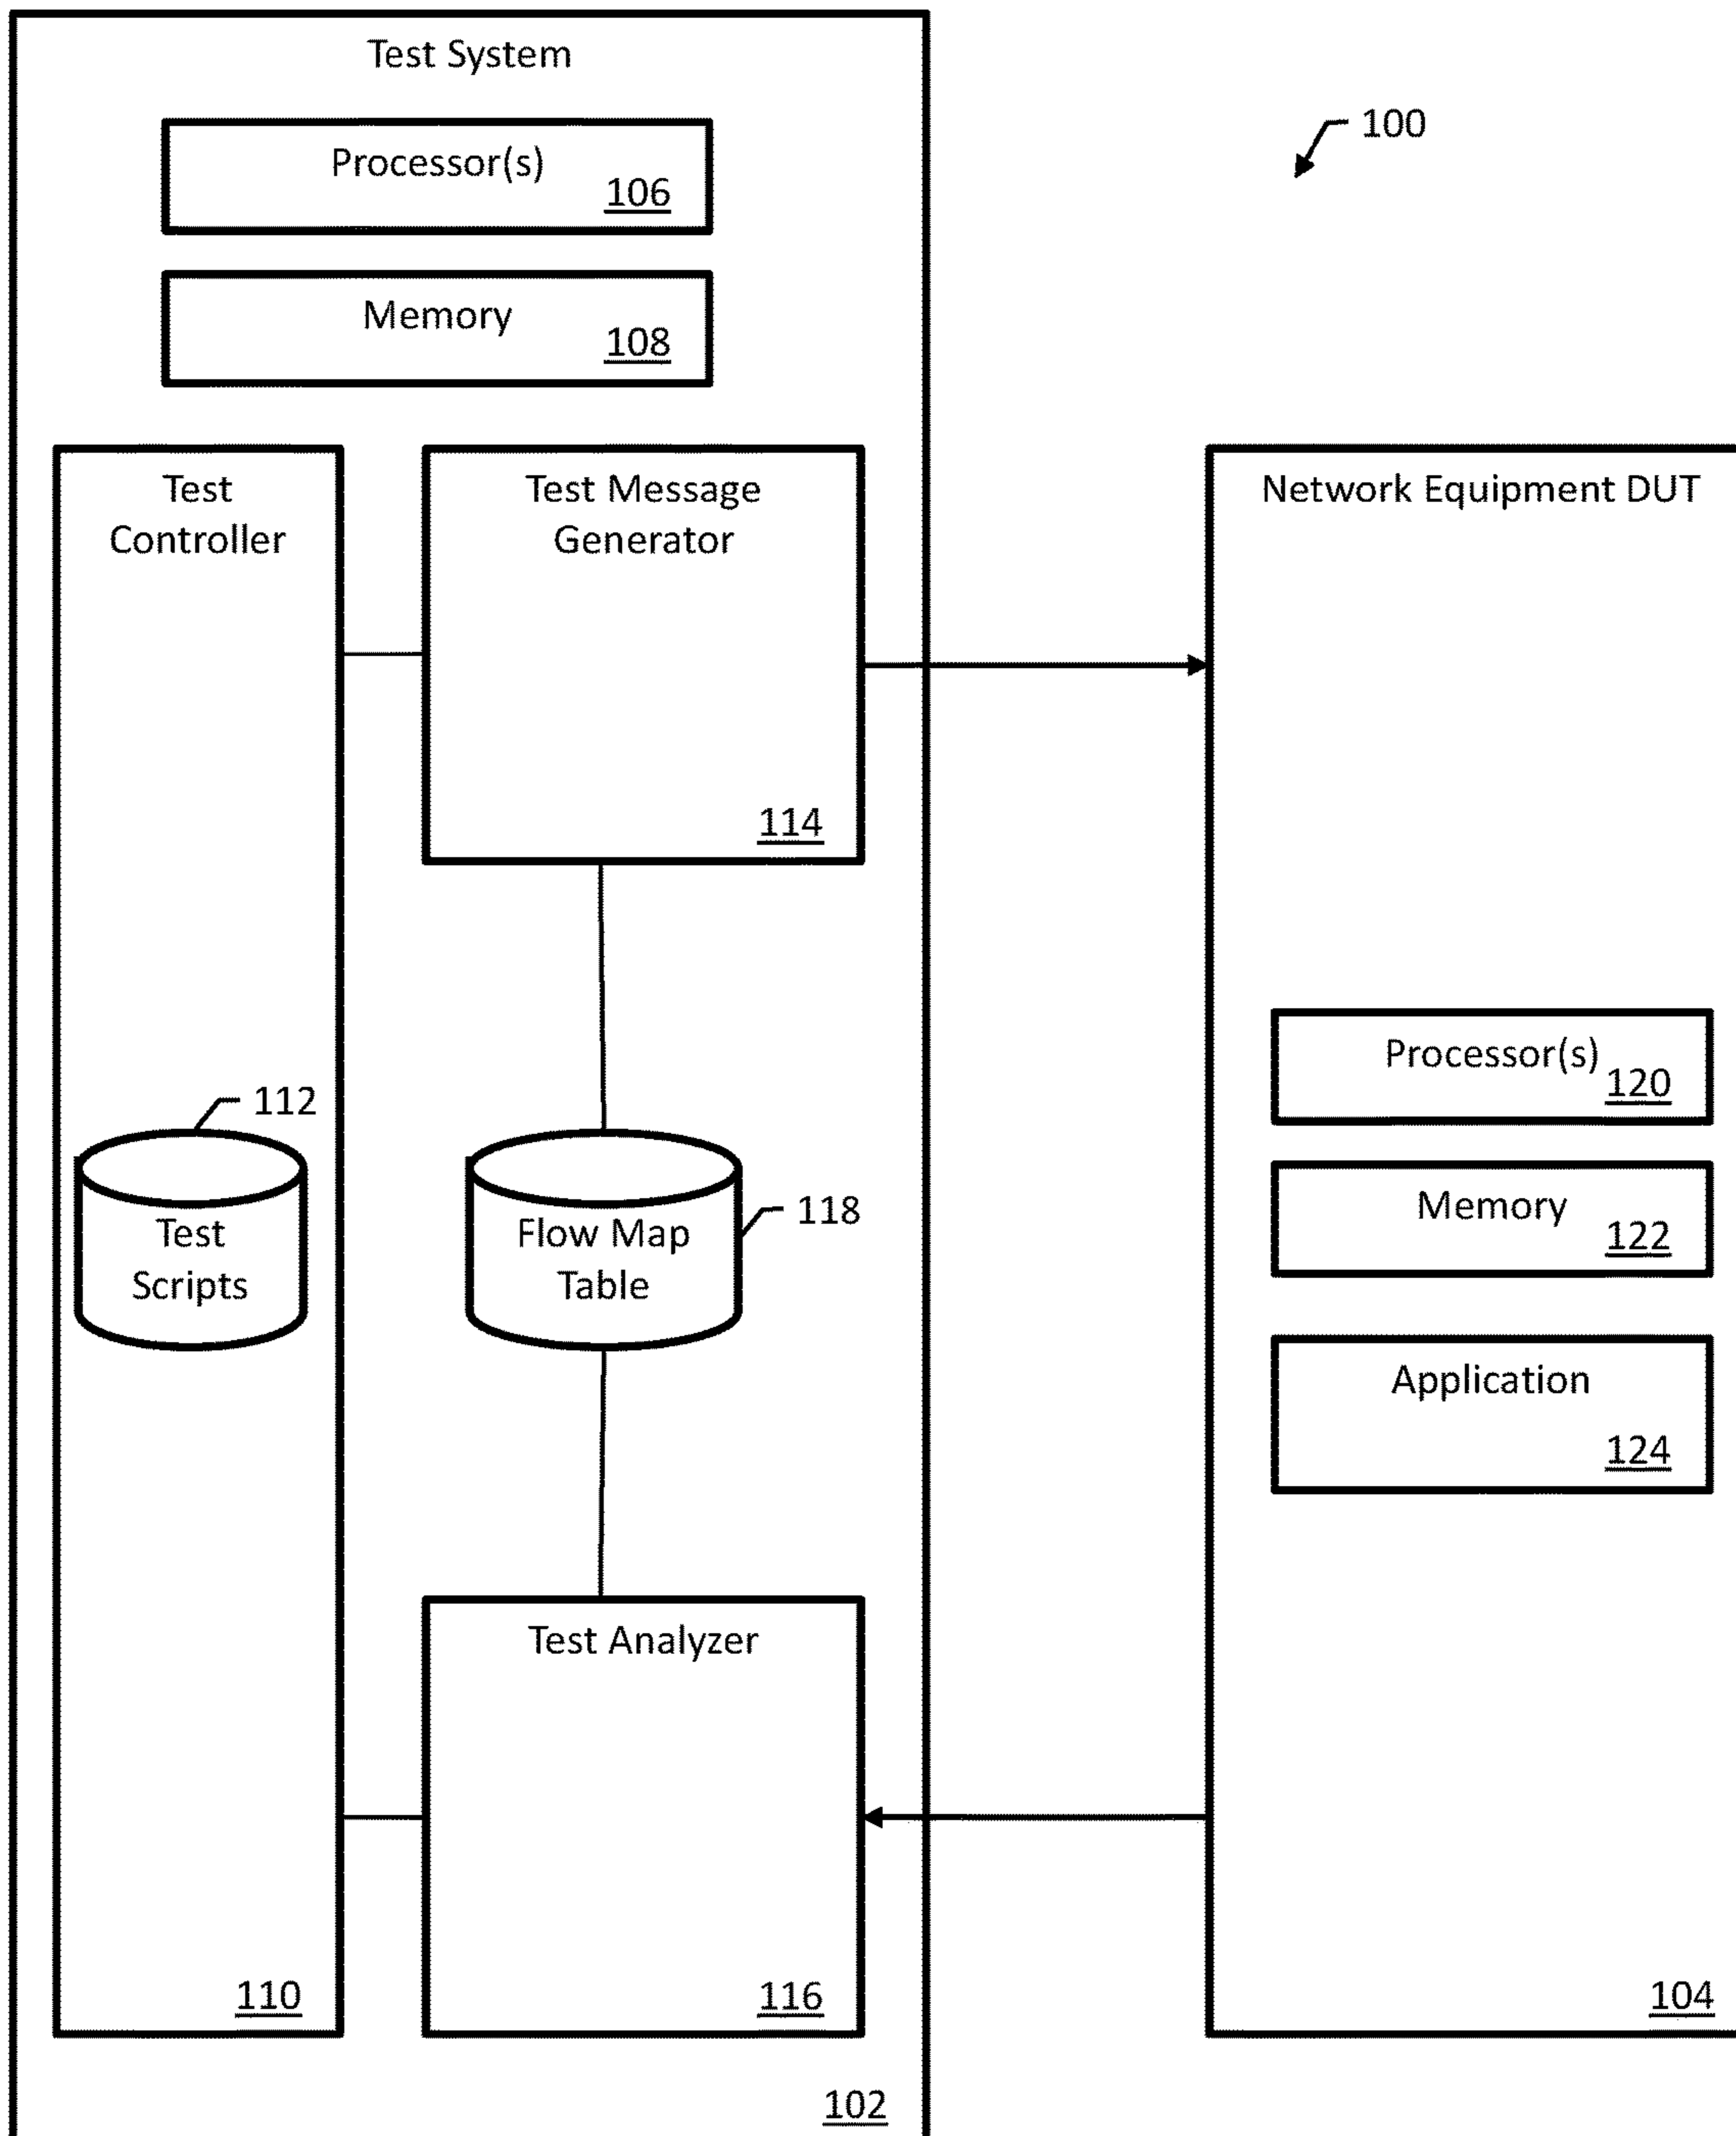 Test System
Processor(s)
106
Memory
108
100
Test
Controller
Test Message
Generator
114
Network Equipment DUT
112
Test
Scripts
Flow Map
Table
118
Processor(s)
120
Memory
122
Application
124
Test Analyzer
110
116
104
102